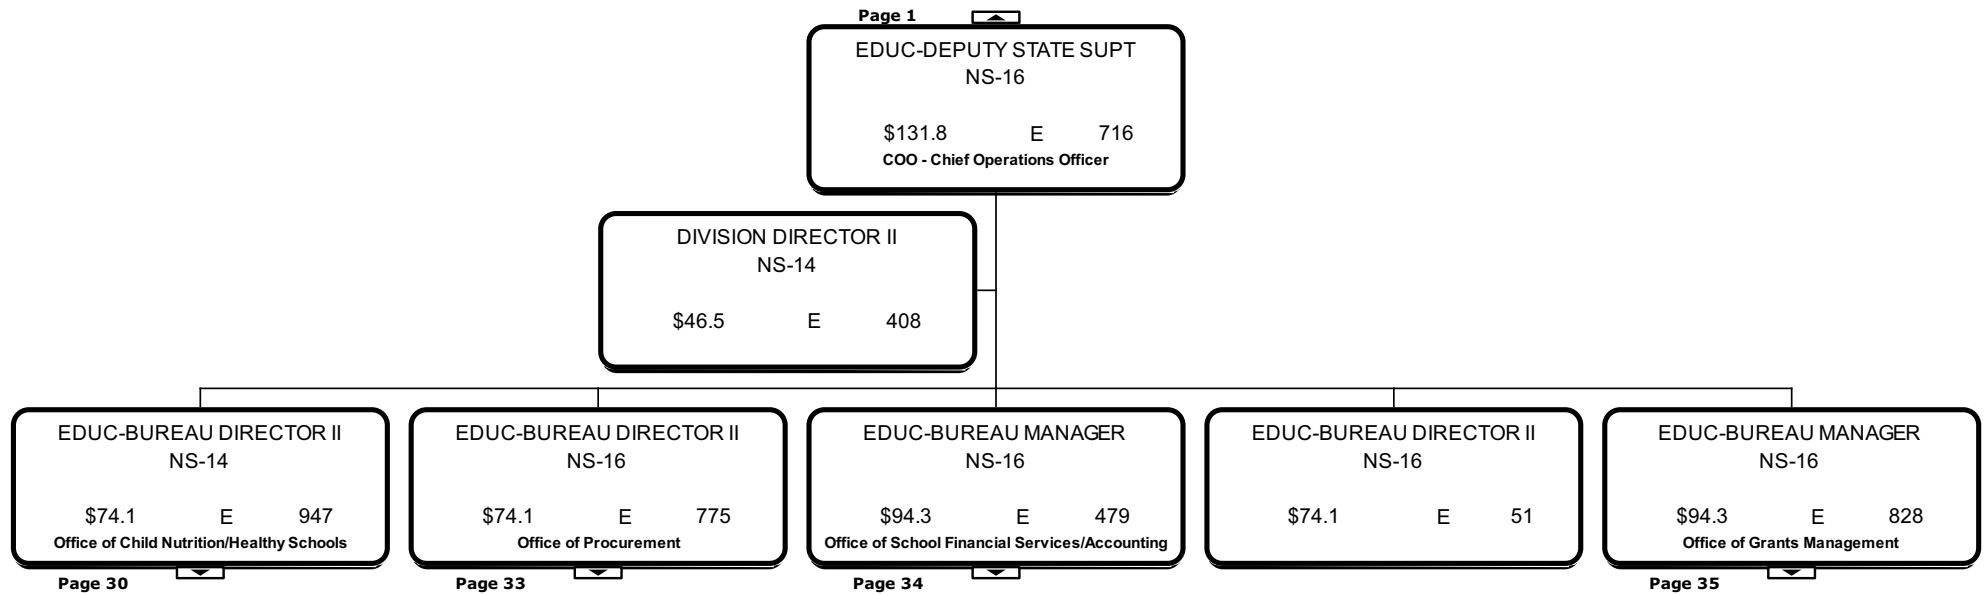 Page 1
EDUC-DEPUTY STATE SUPT
NS-16
$131.8 E 716
COO - Chief Operations Officer
DIVISION DIRECTOR II
NS-14
$46.5 E 408
EDUC-BUREAU DIRECTOR II
NS-14
$74.1 E 947
Office of Child Nutrition/Healthy Schools
Page 30
EDUC-BUREAU DIRECTOR II
NS-16
$74.1 E 775
Office of Procurement
Page 33
EDUC-BUREAU MANAGER
NS-16
$94.3 E 479
Office of School Financial Services/Accounting
Page 34
EDUC-BUREAU DIRECTOR II
NS-16
$74.1 E 51
EDUC-BUREAU MANAGER
NS-16
$94.3 E 828
Office of Grants Management
Page 35